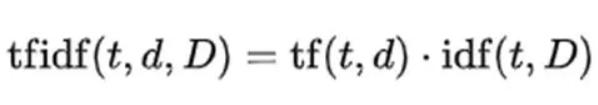 tfidf(t, d, D) = tf(t, d) · idf(t, D)